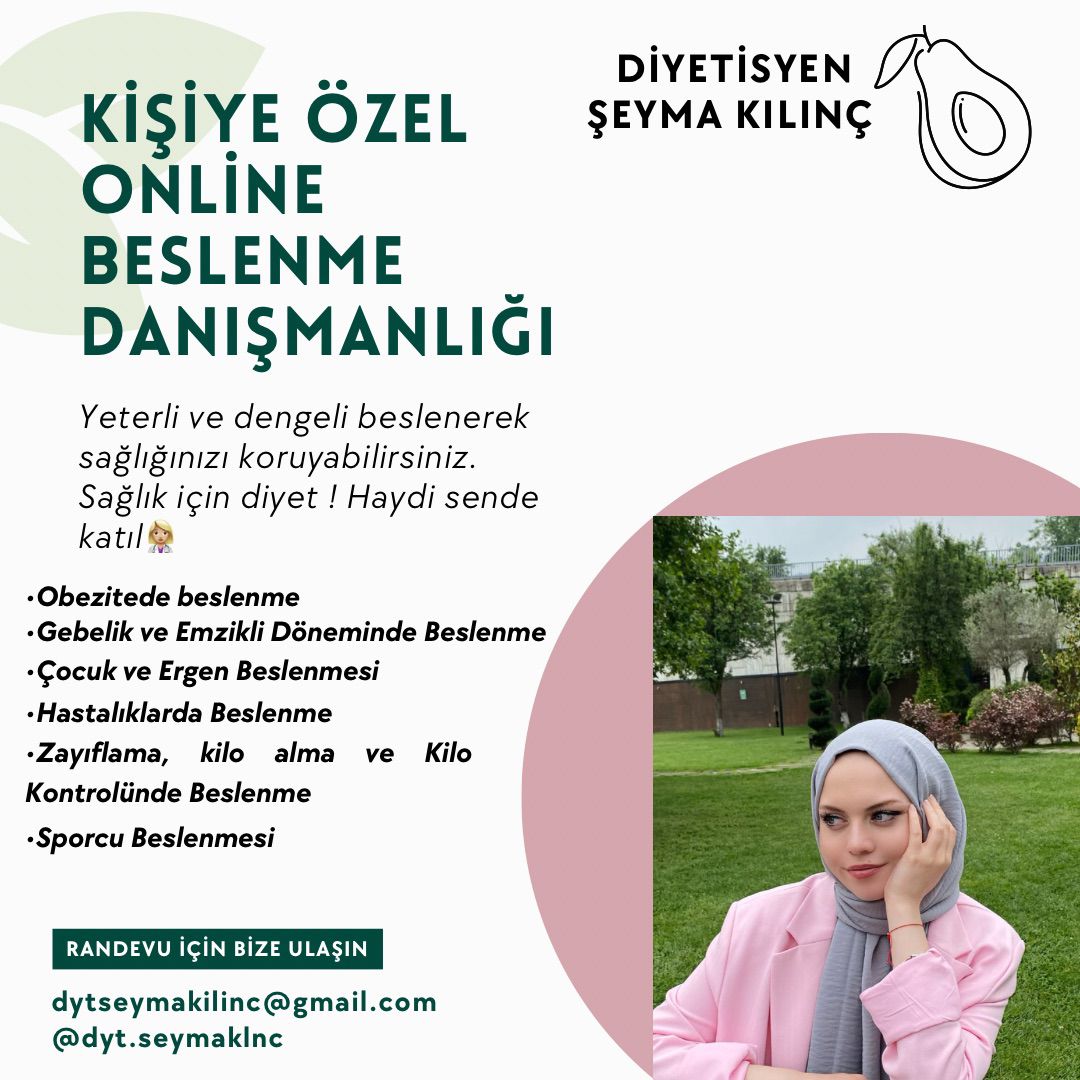 DİYETİSYEN
ŞEYMA KILINÇ
KİŞİYE ÖZEL
ONLİNE
BESLENME
DANIŞMANLIĞI
Yeterli ve dengeli beslenerek
sağlığınızı koruyabilirsiniz.
Sağlık için diyet ! Haydi sende
katıl👩🏼‍⚕️
•Obezitede beslenme
•Gebelik ve Emzikli Döneminde Beslenme
•Çocuk ve Ergen Beslenmesi
•Hastalıklarda Beslenme
•Zayıflama, kilo alma ve Kilo
Kontrolünde Beslenme
•Sporcu Beslenmesi
RANDEVU İÇİN BİZE ULAŞIN
dytseymakilinc@gmail.com
@dyt.seymaklnc